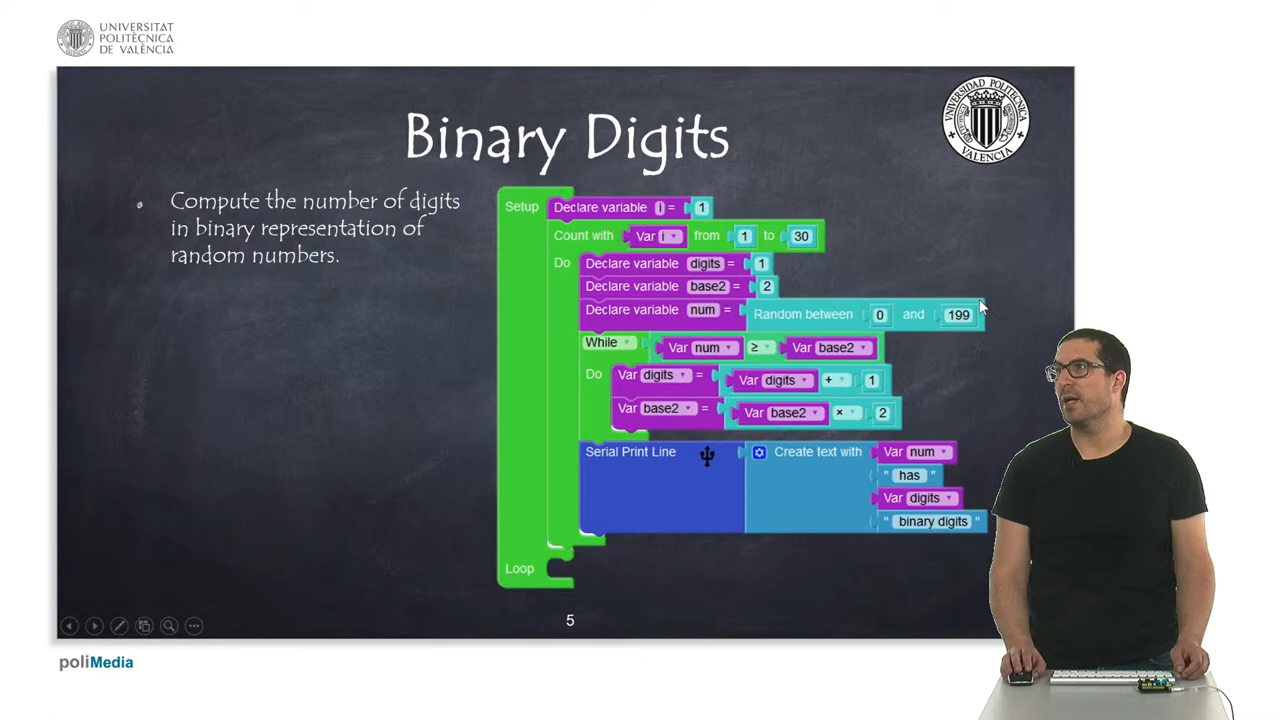 UNIVERSITAT
POLITÈCNICA
DE VALÈNCIA
UNIVERSIDAD POLITECNICA
VALENCIA
Binary Digits
Compute the number of digits
in binary representation of
random numbers.
Setup Declare variable i = 1
Count with Var i from 1 to 30
Do Declare variable digits = 1
Declare variable base2 = 2
Declare variable num = Random between 0 and 199
While Var num ≥ Var base2
Do Var digits = Var digits + 1
Var base2 = Var base2 × 2
Serial Print Line Create text with Var num
" has "
Var digits
" binary digits "
Loop
5
poliMedia